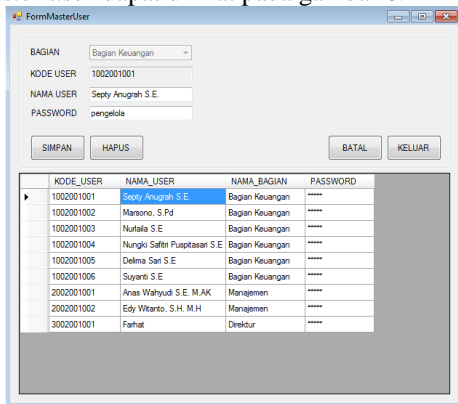 FormMasterUser
BAGIAN Bagian Keuangan
KODE USER 1002001001
NAMA USER Septy Anugrah S.E.
PASSWORD pengelola
SIMPAN HAPUS BATAL KELUAR
KODE_USER NAMA_USER NAMA_BAGIAN PASSWORD
1002001001 Septy Anugrah S.E. Bagian Keuangan *****
1002001002 Marsono, S.Pd Bagian Keuangan *****
1002001003 Nurlaila S.E Bagian Keuangan *****
1002001004 Nungki Safitri Puspitasari S.E Bagian Keuangan *****
1002001005 Delima Sari S.E Bagian Keuangan *****
1002001006 Suyanti S.E Bagian Keuangan *****
2002001001 Anas Wahyudi S.E. M.AK Manajemen *****
2002001002 Edy Witanto, S.H. M.H Manajemen *****
3002001001 Farhat Direktur *****